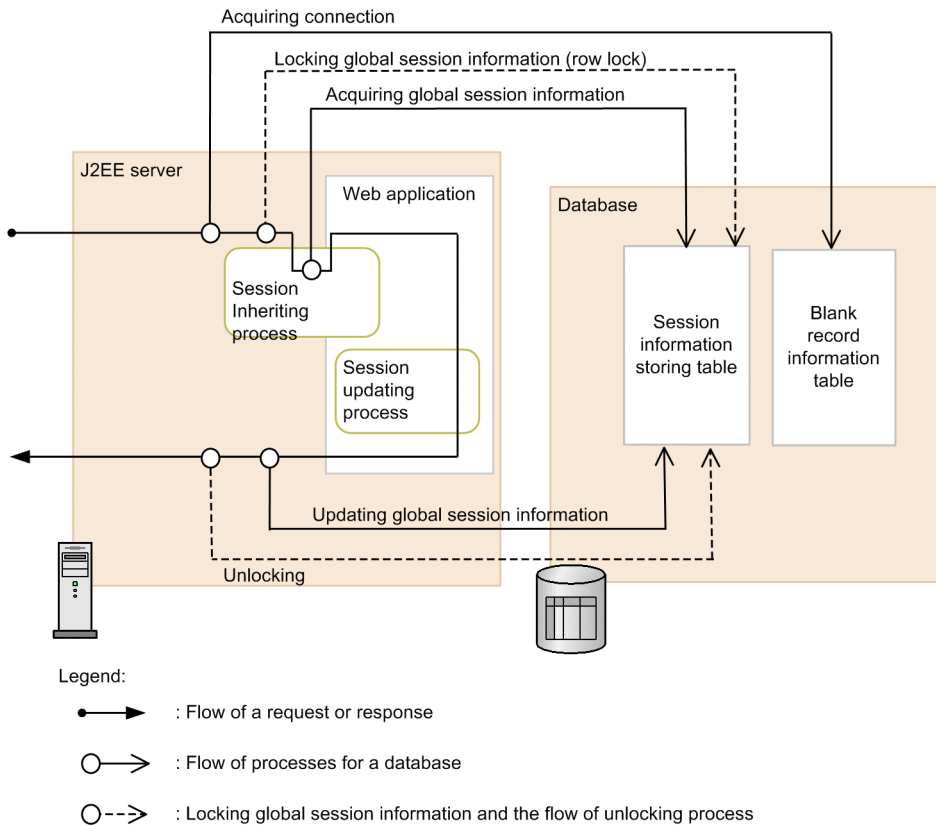 Acquiring connection
Locking global session information (row lock)
Acquiring global session information
J2EE server
Web application
Database
Session
Inheriting
process
Session
updating
process
Session
information
storing table
Blank
record
information
table
Updating global session information
Unlocking
Legend:
: Flow of a request or response
: Flow of processes for a database
: Locking global session information and the flow of unlocking process